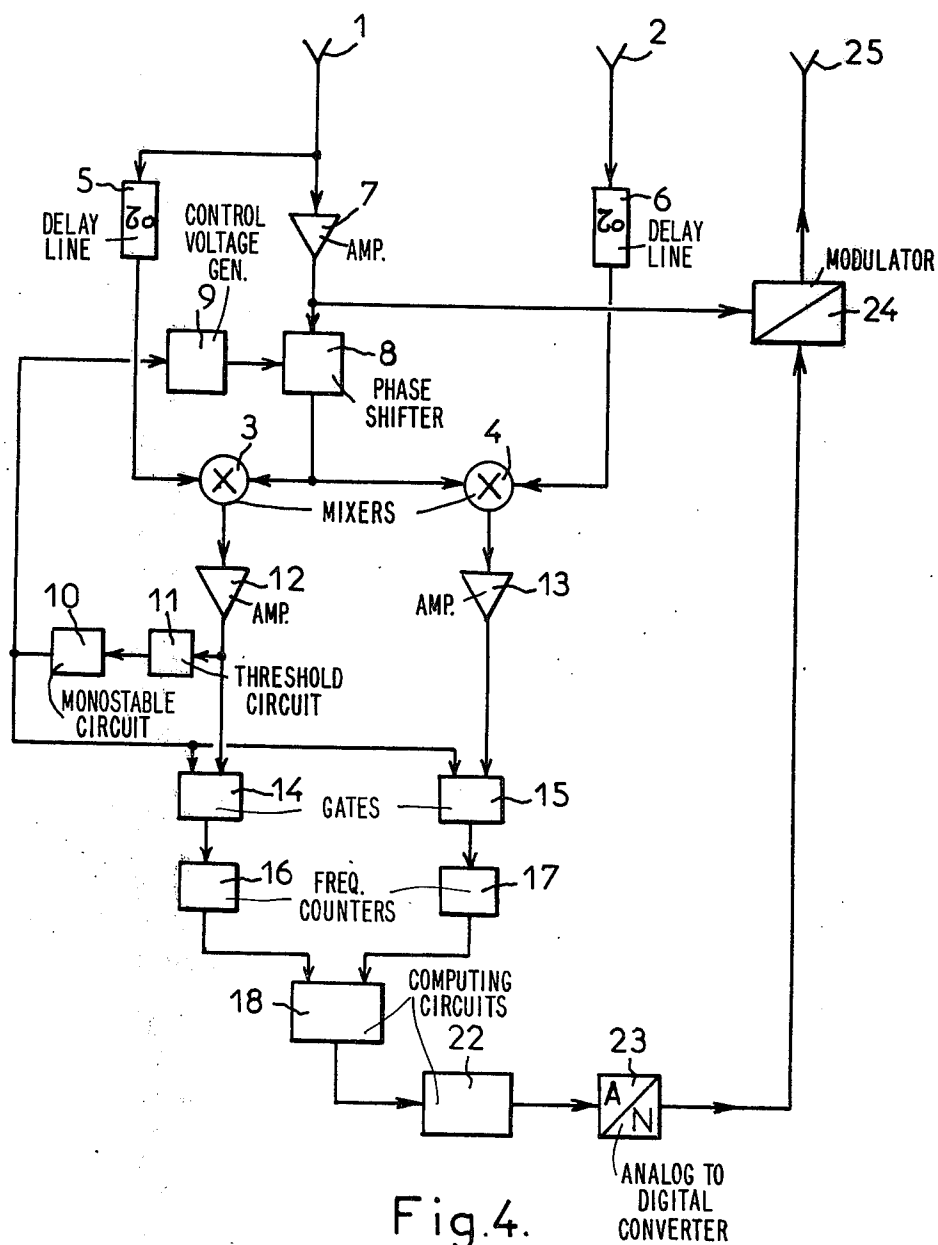 1
2
25
5
DELAY
LINE
CONTROL
VOLTAGE
GEN.
7
AMP.
6
DELAY
LINE
MODULATOR
24
9
8
PHASE
SHIFTER
3
4
MIXERS
12
AMP.
13
AMP.
10
11
MONOSTABLE
CIRCUIT
THRESHOLD
CIRCUIT
14
GATES
15
16
FREQ.
COUNTERS
17
18
COMPUTING
CIRCUITS
22
23
A
N
ANALOG TO
DIGITAL
CONVERTER
Fig.4.